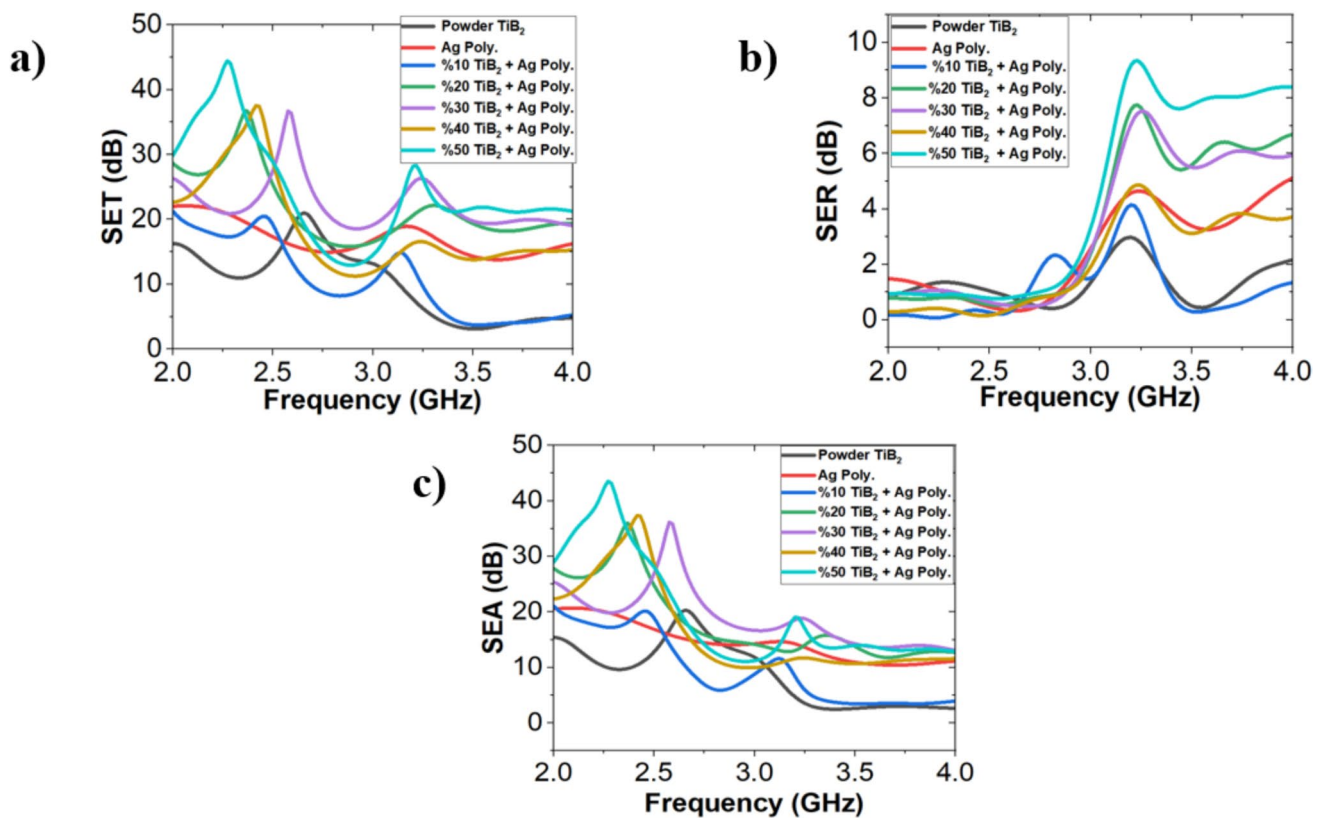 a)
SET (dB)
50
40
30
20
10
0
Powder TiB₂
Ag Poly.
%10 TiB₂ + Ag Poly.
%20 TiB₂ + Ag Poly.
%30 TiB₂ + Ag Poly.
%40 TiB₂ + Ag Poly.
%50 TiB₂ + Ag Poly.
2.0 2.5 3.0 3.5 4.0
Frequency (GHz)
b)
SER (dB)
10
8
6
4
2
0
Powder TiB₂
Ag Poly.
%10 TiB₂ + Ag Poly.
%20 TiB₂ + Ag Poly.
%30 TiB₂ + Ag Poly.
%40 TiB₂ + Ag Poly.
%50 TiB₂ + Ag Poly.
2.0 2.5 3.0 3.5 4.0
Frequency (GHz)
c)
SEA (dB)
50
40
30
20
10
0
Powder TiB₂
Ag Poly.
%10 TiB₂ + Ag Poly.
%20 TiB₂ + Ag Poly.
%30 TiB₂ + Ag Poly.
%40 TiB₂ + Ag Poly.
%50 TiB₂ + Ag Poly.
2.0 2.5 3.0 3.5 4.0
Frequency (GHz)